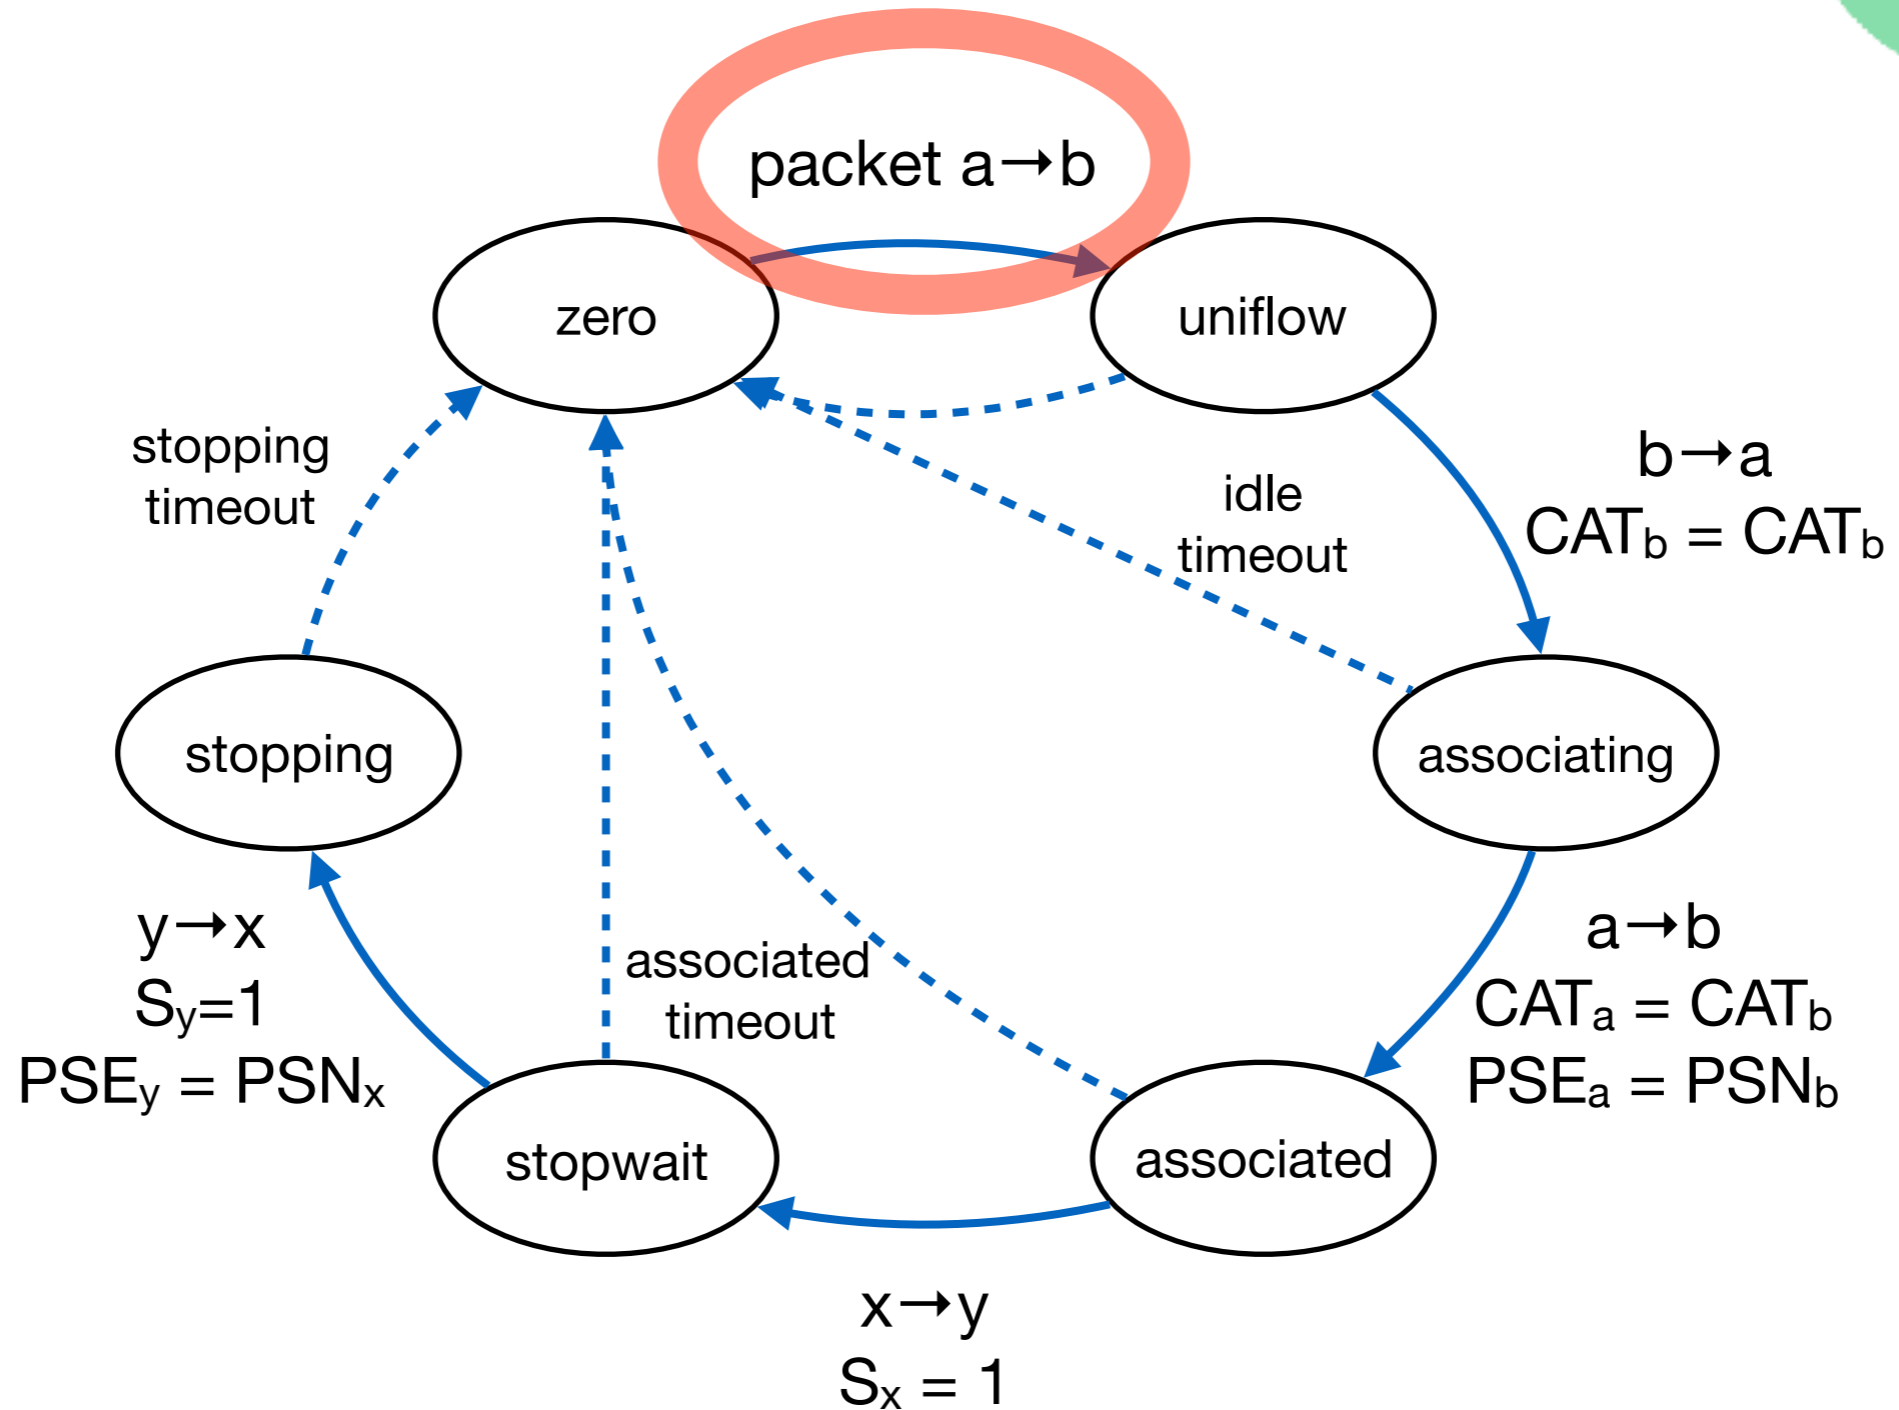 packet a→b
zero
uniflow
stopping
timeout
idle
timeout
b→a
CATb = CATb
stopping
associating
y→x
Sy=1
PSEy = PSNx
associated
timeout
a→b
CATa = CATb
PSEa = PSNb
stopwait
associated
x→y
Sx = 1